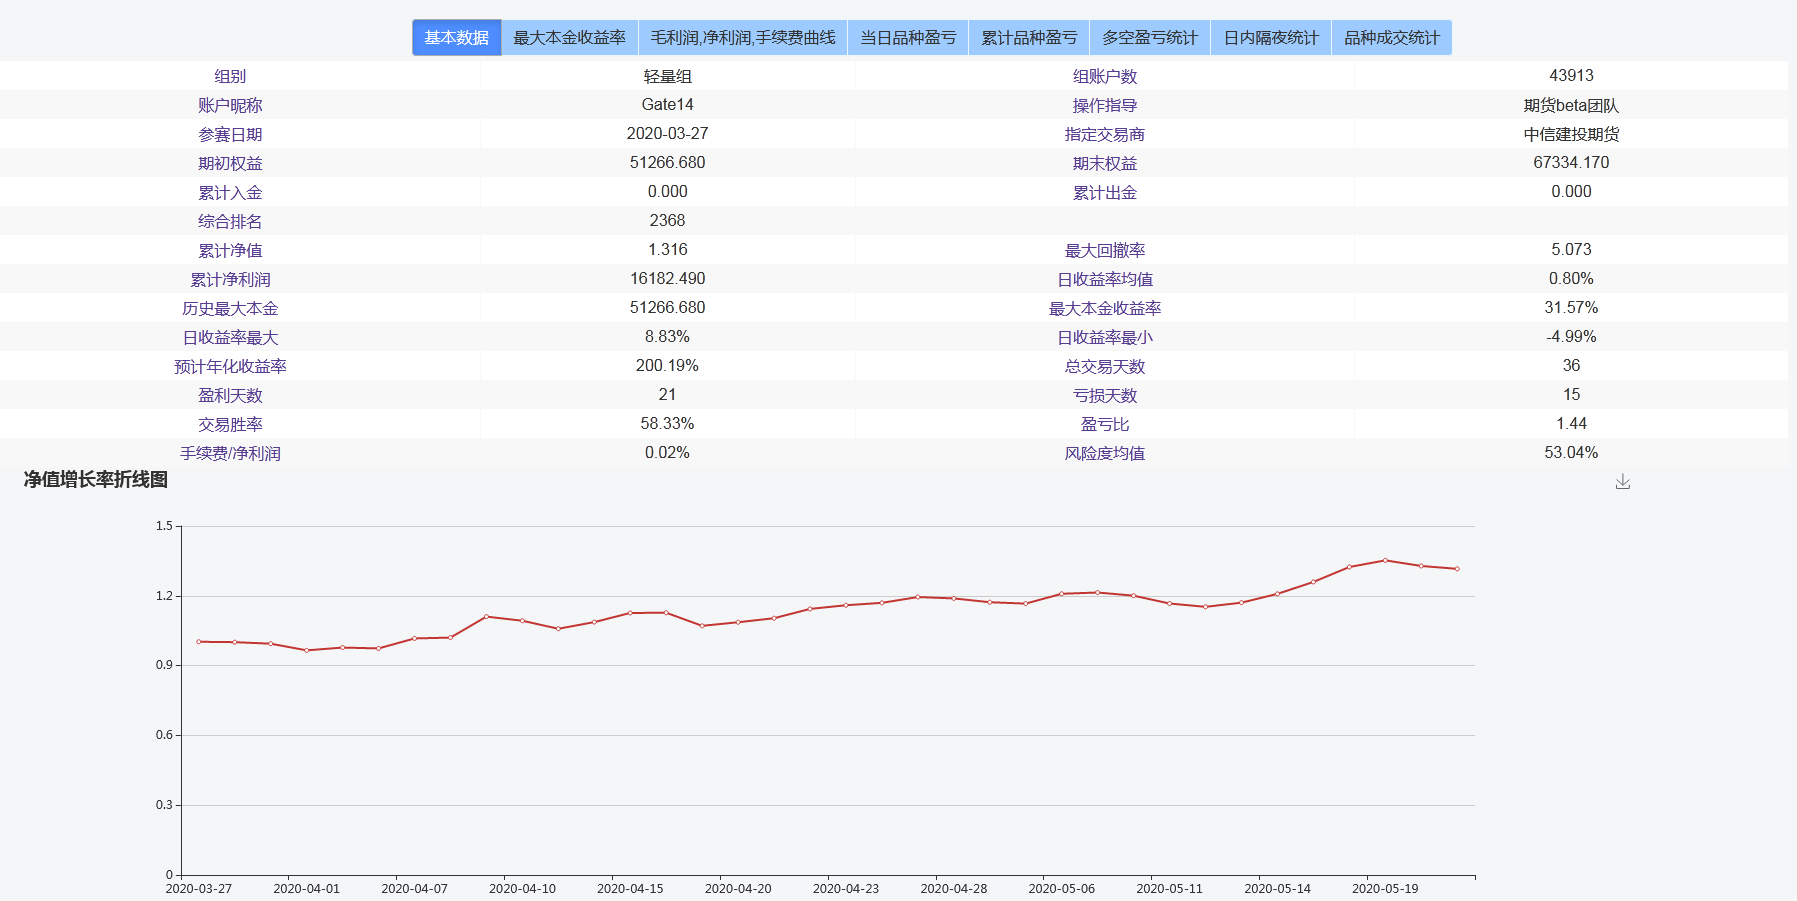 基本数据 最大本金收益率 毛利润,净利润,手续费曲线 当日品种盈亏 累计品种盈亏 多空盈亏统计 日内隔夜统计 品种成交统计
组别 轻量组 组账户数 43913
账户昵称 Gate14 操作指导 期货beta团队
参赛日期 2020-03-27 指定交易商 中信建投期货
期初权益 51266.680 期末权益 67334.170
累计入金 0.000 累计出金 0.000
综合排名 2368
累计净值 1.316 最大回撤率 5.073
累计净利润 16182.490 日收益率均值 0.80%
历史最大本金 51266.680 最大本金收益率 31.57%
日收益率最大 8.83% 日收益率最小 -4.99%
预计年化收益率 200.19% 总交易天数 36
盈利天数 21 亏损天数 15
交易胜率 58.33% 盈亏比 1.44
手续费/净利润 0.02% 风险度均值 53.04%
净值增长率折线图
1.5
1.2
0.9
0.6
0.3
0
2020-03-27 2020-04-01 2020-04-07 2020-04-10 2020-04-15 2020-04-20 2020-04-23 2020-04-28 2020-05-06 2020-05-11 2020-05-14 2020-05-19